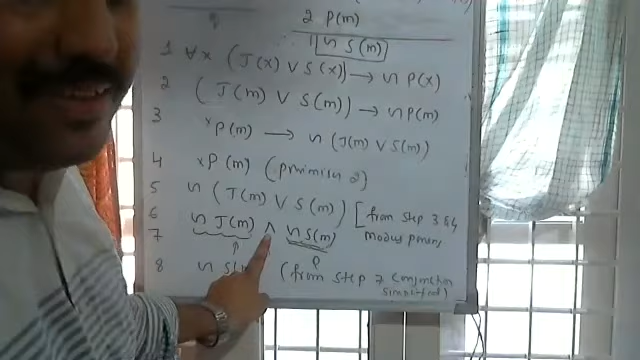 2 P(m)
∴ ∽ S(m)
1 ∀x (J(x) ∨ S(x)) → ∽ P(x)
2 (J(m) ∨ S(m)) → ∽ P(m)
3 P(m) → ∽ (J(m) ∨ S(m))
4 P(m) (premises 2)
5 ∽ (J(m) ∨ S(m)) [from step 3 & 4
6
7 ∽ J(m) ∧ ∽ S(m) modus ponens
P
8 (from step 7 conjunction
simplified)